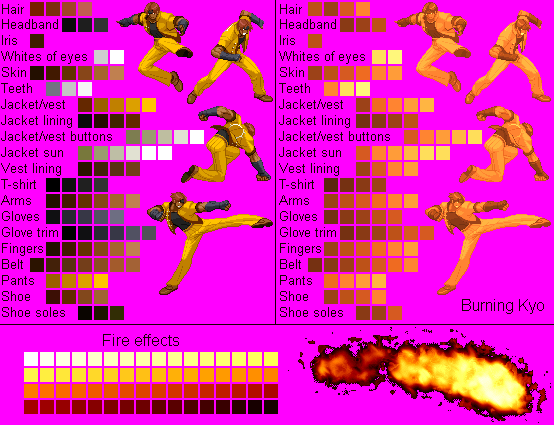 Hair
Headband
Iris
Whites of eyes
Skin
Teeth
Jacket/vest
Jacket lining
Jacket/vest buttons
Jacket sun
Vest lining
T-shirt
Arms
Gloves
Glove trim
Fingers
Belt
Pants
Shoe
Shoe soles
Hair
Headband
Iris
Whites of eyes
Skin
Teeth
Jacket/vest
Jacket lining
Jacket/vest buttons
Jacket sun
Vest lining
T-shirt
Arms
Gloves
Glove trim
Fingers
Belt
Pants
Shoe
Shoe soles
Burning Kyo
Fire effects